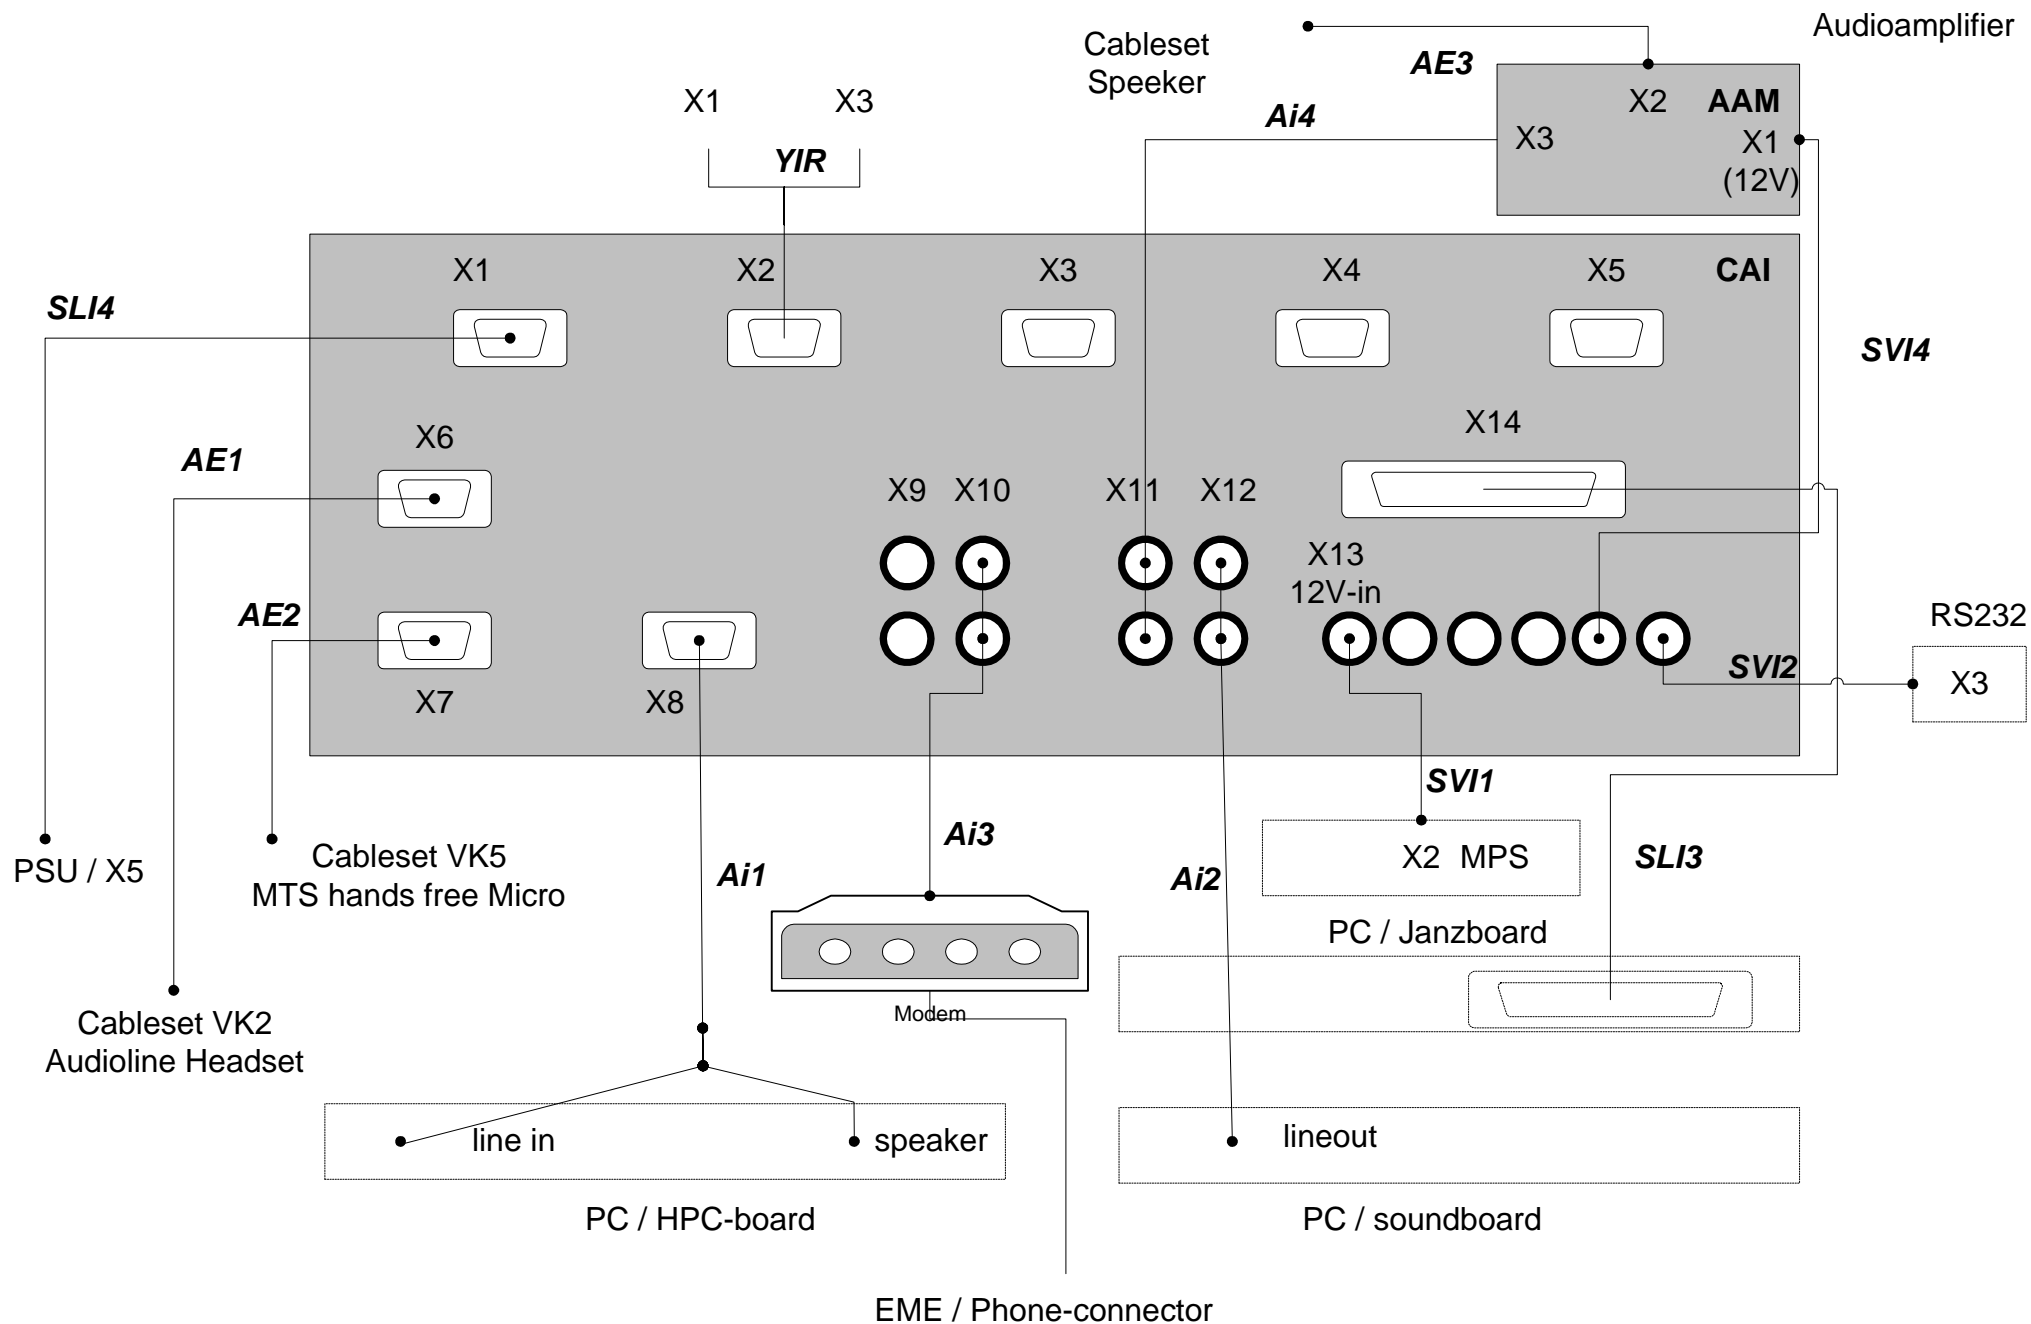 Audioamplifier
Cableset
Speeker
AE3
X1
X3
X2
AAM
Ai4
X3
X1
(12V)
YIR
X1
X2
X3
X4
X5
CAI
SLI4
SVI4
X14
X6
AE1
X9
X10
X11
X12
X13
12V-in
AE2
RS232
SVI2
X3
X7
X8
SVI1
Ai3
Cableset VK5
MTS hands free Micro
PSU / X5
Ai1
Ai2
X2 MPS
SLI3
PC / Janzboard
Modem
Cableset VK2
Audioline Headset
line in
speaker
lineout
PC / HPC-board
PC / soundboard
EME / Phone-connector